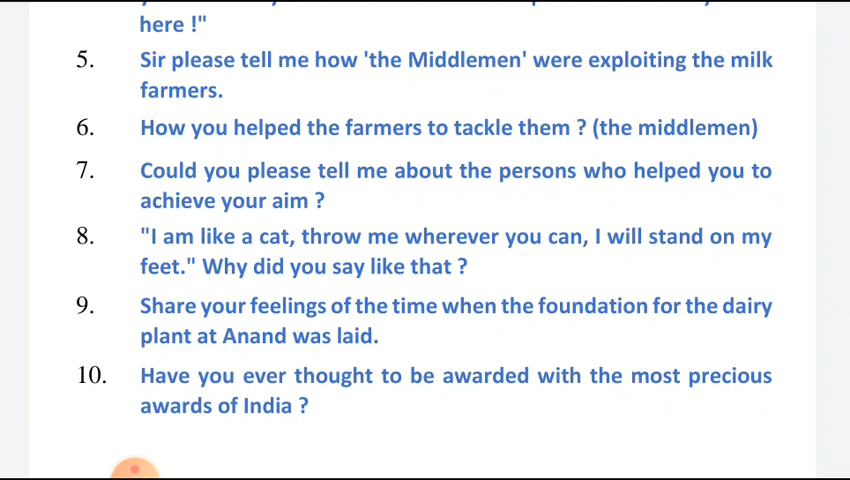 here !"
5. Sir please tell me how 'the Middlemen' were exploiting the milk
farmers.
6. How you helped the farmers to tackle them ? (the middlemen)
7. Could you please tell me about the persons who helped you to
achieve your aim ?
8. "I am like a cat, throw me wherever you can, I will stand on my
feet." Why did you say like that ?
9. Share your feelings of the time when the foundation for the dairy
plant at Anand was laid.
10. Have you ever thought to be awarded with the most precious
awards of India ?